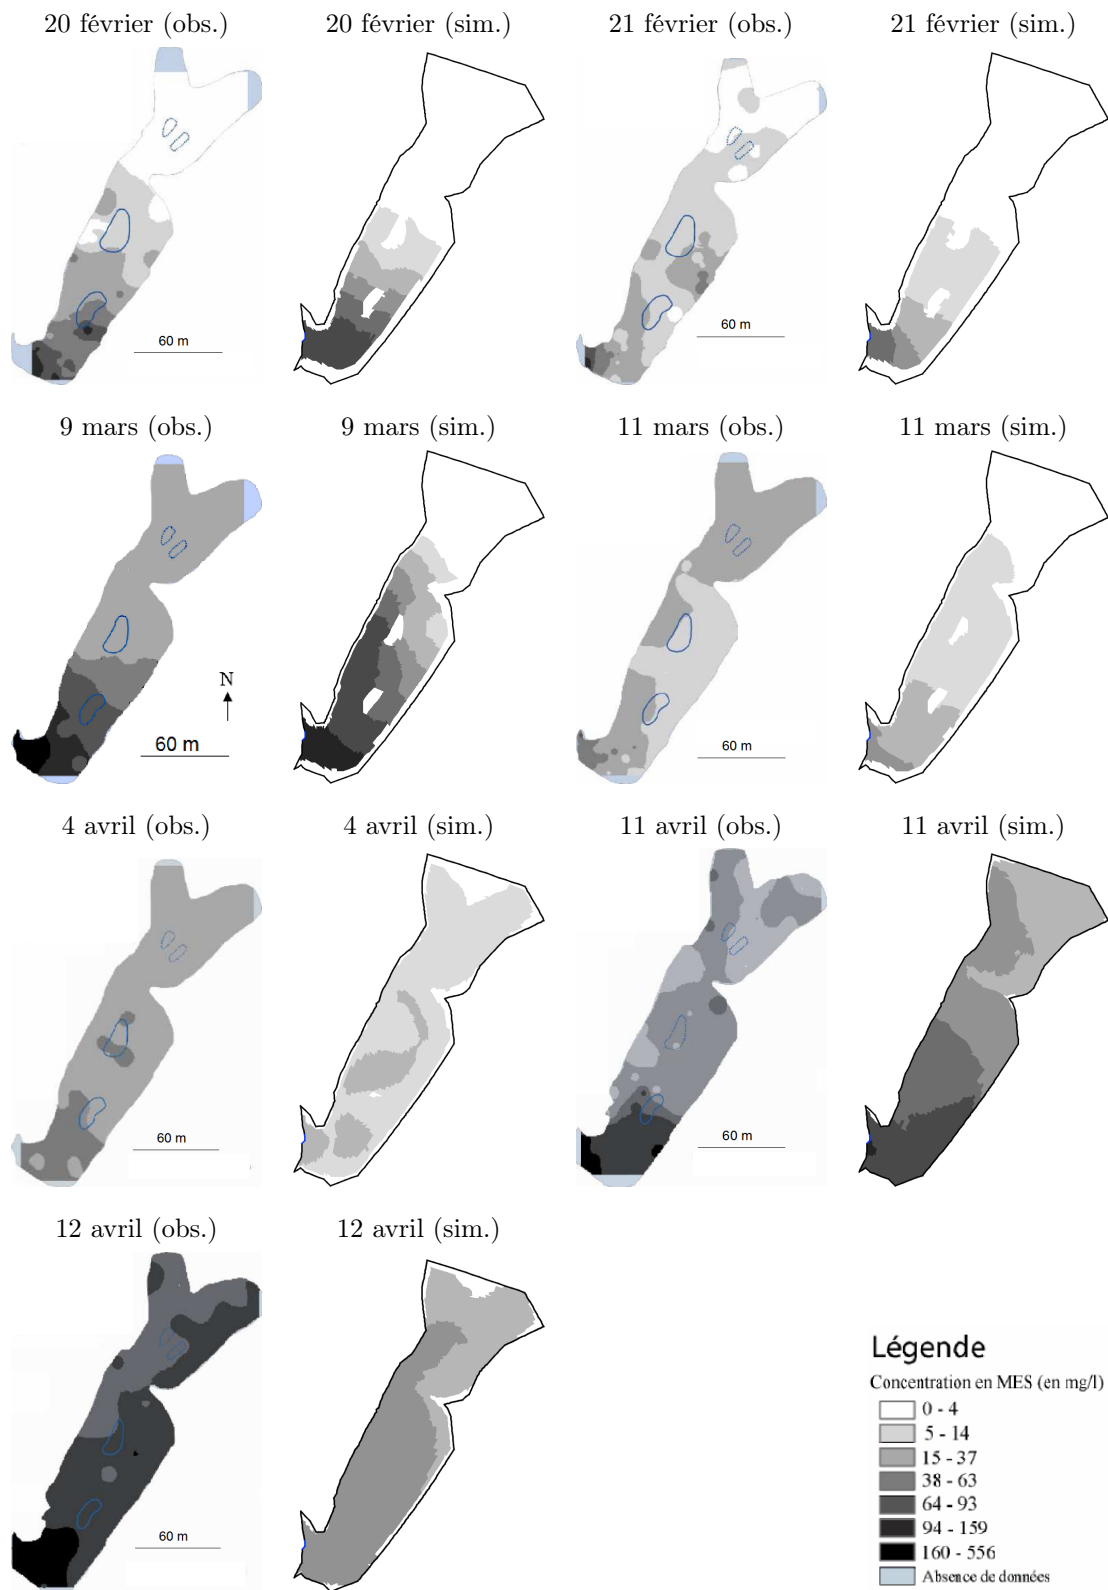 20 février (obs.)
20 février (sim.)
21 février (obs.)
21 février (sim.)
60 m
60 m
9 mars (obs.)
9 mars (sim.)
11 mars (obs.)
11 mars (sim.)
N
60 m
60 m
4 avril (obs.)
4 avril (sim.)
11 avril (obs.)
11 avril (sim.)
60 m
60 m
12 avril (obs.)
12 avril (sim.)
60 m
Légende
Concentration en MES (en mg/l)
0 - 4
5 - 14
15 - 37
38 - 63
64 - 93
94 - 159
160 - 556
Absence de données